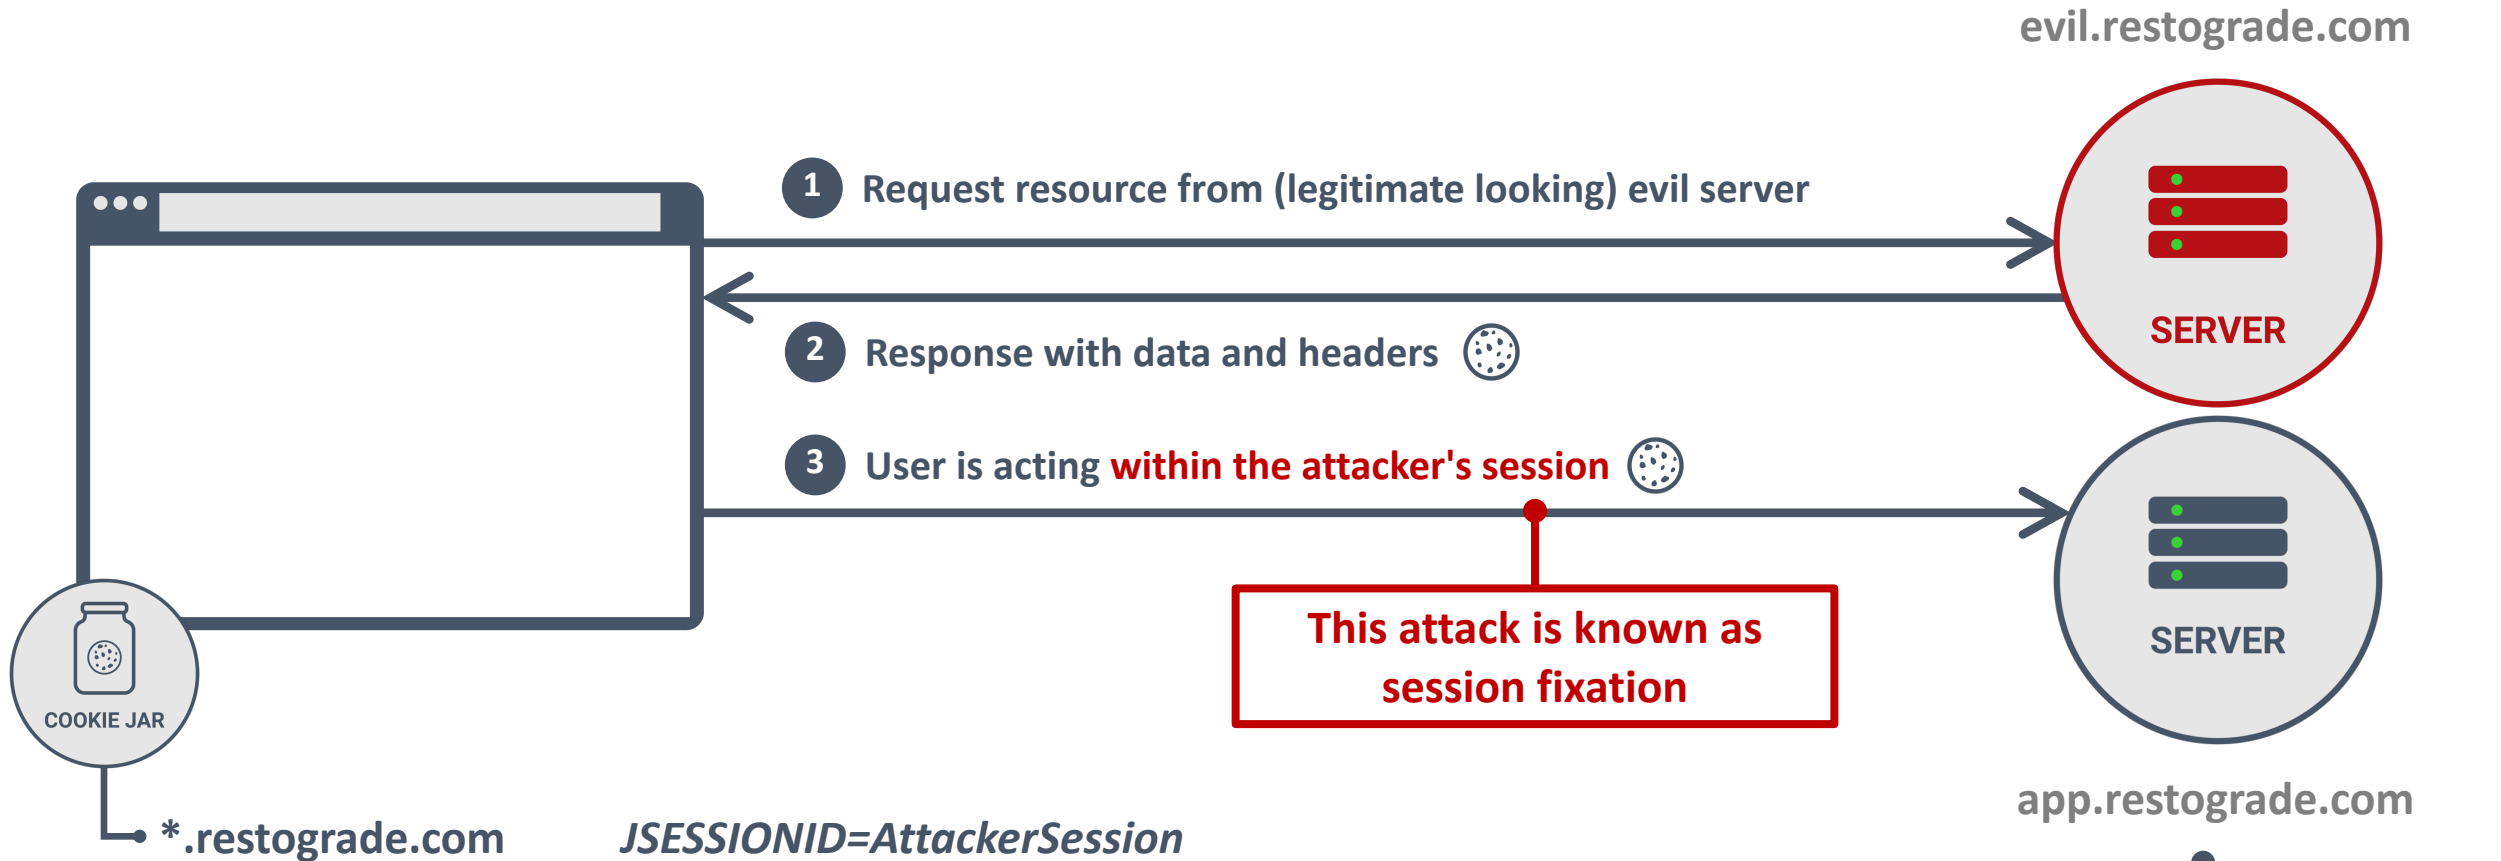 evil.restograde.com
1 Request resource from (legitimate looking) evil server
SERVER
2 Response with data and headers
3 User is acting within the attacker's session
This attack is known as
session fixation
SERVER
COOKIE JAR
app.restograde.com
*.restograde.com JSESSIONID=AttackerSession